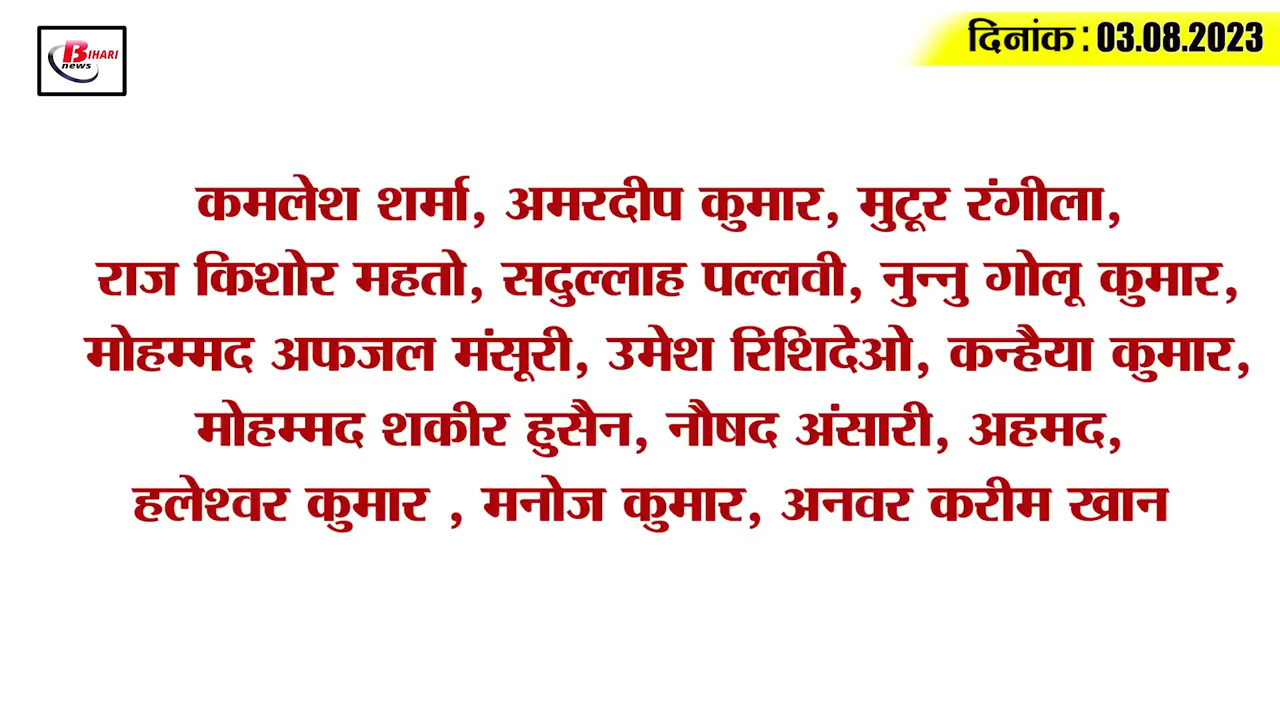 BIHARI
news
दिनांक : 03.08.2023
कमलेश शर्मा, अमरदीप कुमार, मुटूर रंगीला,
राज किशोर महतो, सदुल्लाह पल्लवी, नुन्नु गोलू कुमार,
मोहम्मद अफजल मंसूरी, उमेश रिशिदेओ, कन्हैया कुमार,
मोहम्मद शकीर हुसैन, नौषद अंसारी, अहमद,
हलेश्वर कुमार , मनोज कुमार, अनवर करीम खान